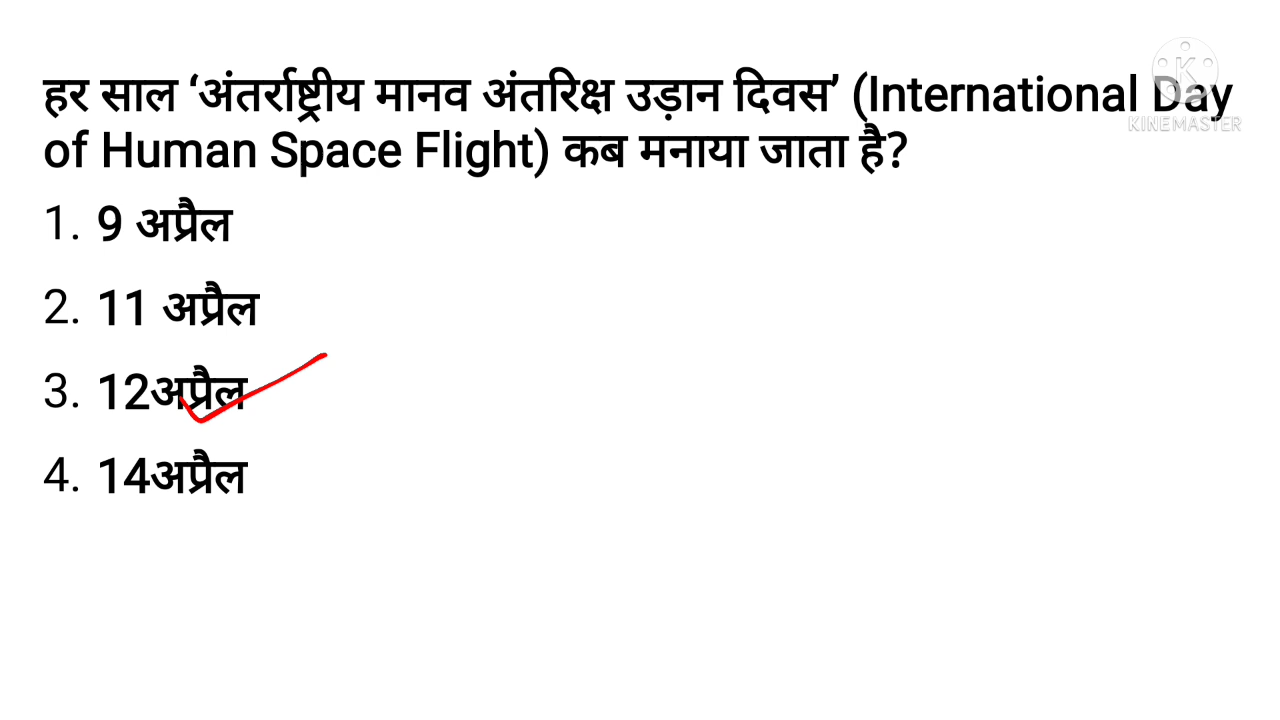 हर साल ‘अंतर्राष्ट्रीय मानव अंतरिक्ष उड़ान दिवस’ (International Day
of Human Space Flight) कब मनाया जाता है?
1. 9 अप्रैल
2. 11 अप्रैल
3. 12अप्रैल
4. 14अप्रैल
K
KINEMASTER